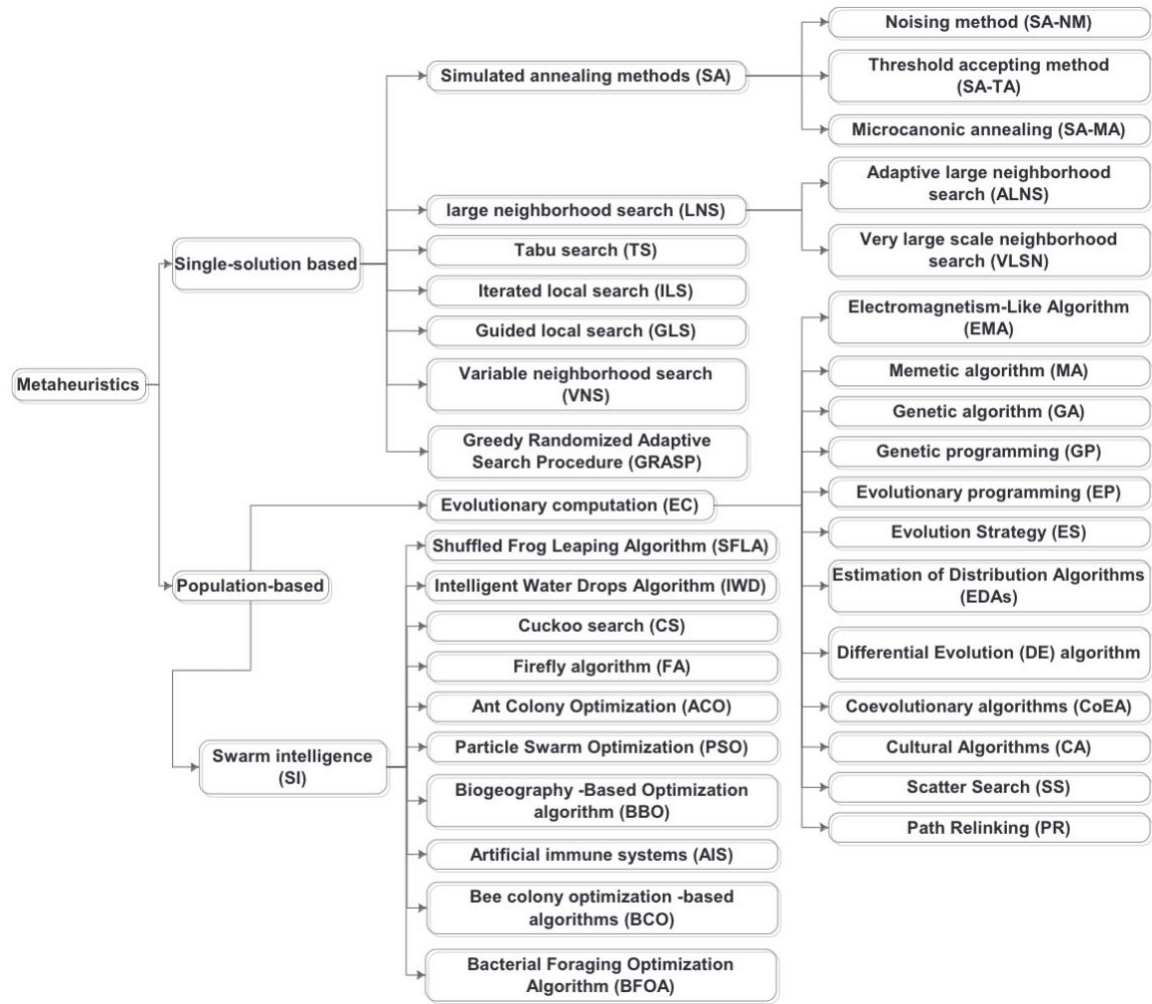 Metaheuristics
Single-solution based
Population-based
Swarm intelligence
(SI)
Simulated annealing methods (SA)
large neighborhood search (LNS)
Tabu search (TS)
Iterated local search (ILS)
Guided local search (GLS)
Variable neighborhood search
(VNS)
Greedy Randomized Adaptive
Search Procedure (GRASP)
Evolutionary computation (EC)
Shuffled Frog Leaping Algorithm (SFLA)
Intelligent Water Drops Algorithm (IWD)
Cuckoo search (CS)
Firefly algorithm (FA)
Ant Colony Optimization (ACO)
Particle Swarm Optimization (PSO)
Biogeography -Based Optimization
algorithm (BBO)
Artificial immune systems (AIS)
Bee colony optimization -based
algorithms (BCO)
Bacterial Foraging Optimization
Algorithm (BFOA)
Noising method (SA-NM)
Threshold accepting method
(SA-TA)
Microcanonic annealing (SA-MA)
Adaptive large neighborhood
search (ALNS)
Very large scale neighborhood
search (VLSN)
Electromagnetism-Like Algorithm
(EMA)
Memetic algorithm (MA)
Genetic algorithm (GA)
Genetic programming (GP)
Evolutionary programming (EP)
Evolution Strategy (ES)
Estimation of Distribution Algorithms
(EDAs)
Differential Evolution (DE) algorithm
Coevolutionary algorithms (CoEA)
Cultural Algorithms (CA)
Scatter Search (SS)
Path Relinking (PR)